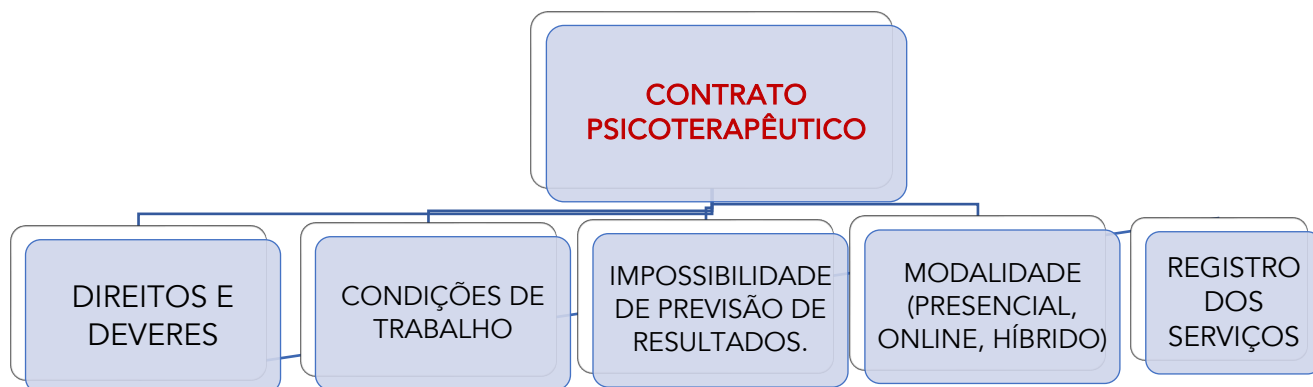 CONTRATO
PSICOTERAPÊUTICO
DIREITOS E
DEVERES
CONDIÇÕES DE
TRABALHO
IMPOSSIBILIDADE
DE PREVISÃO DE
RESULTADOS.
MODALIDADE
(PRESENCIAL,
ONLINE, HÍBRIDO)
REGISTRO
DOS
SERVIÇOS